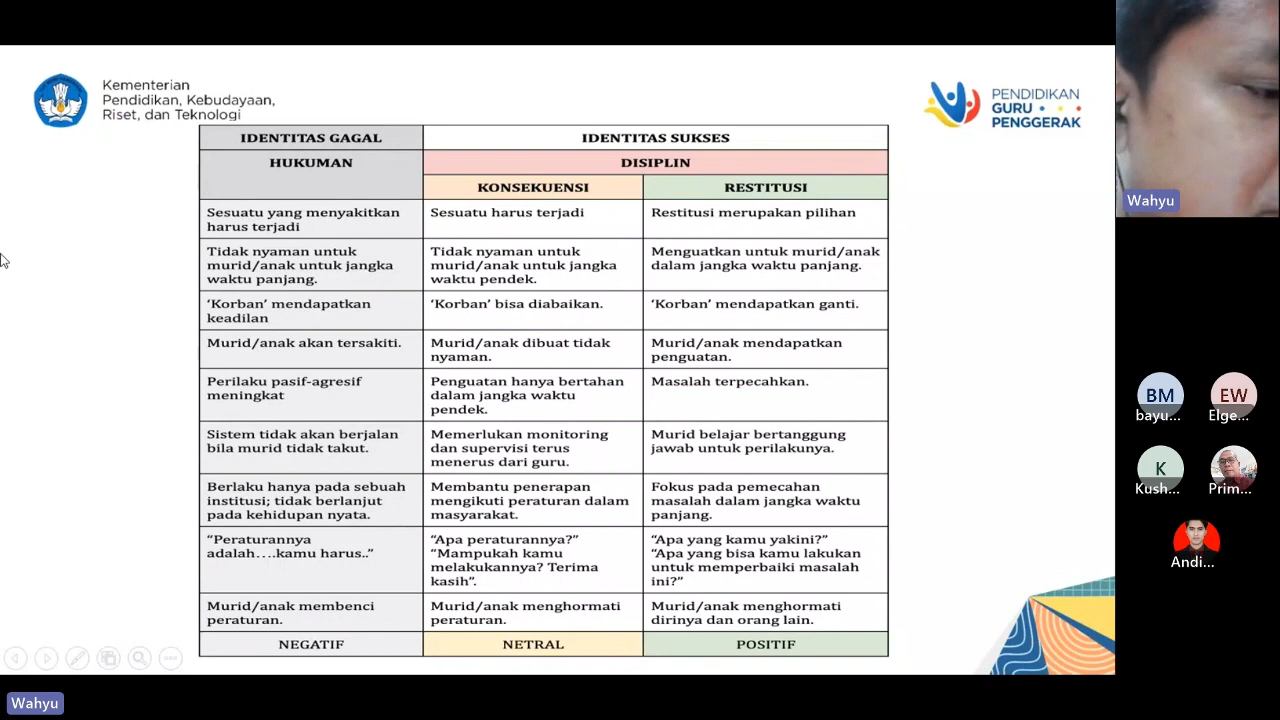 Kementerian
Pendidikan, Kebudayaan,
Riset, dan Teknologi
PENDIDIKAN
GURU
PENGGERAK
IDENTITAS GAGAL
IDENTITAS SUKSES
HUKUMAN
DISIPLIN
KONSEKUENSI
RESTITUSI
Sesuatu yang menyakitkan
harus terjadi
Sesuatu harus terjadi
Restitusi merupakan pilihan
Tidak nyaman untuk
murid/anak untuk jangka
waktu panjang.
Tidak nyaman untuk
murid/anak untuk jangka
waktu pendek.
Menguatkan untuk murid/anak
dalam jangka waktu panjang.
‘Korban’ mendapatkan
keadilan
‘Korban’ bisa diabaikan.
‘Korban’ mendapatkan ganti.
Murid/anak akan tersakiti.
Murid/anak dibuat tidak
nyaman.
Murid/anak mendapatkan
penguatan.
Perilaku pasif-agresif
meningkat
Penguatan hanya bertahan
dalam jangka waktu
pendek.
Masalah terpecahkan.
Sistem tidak akan berjalan
bila murid tidak takut.
Memerlukan monitoring
dan supervisi terus
menerus dari guru.
Murid belajar bertanggung
jawab untuk perilakunya.
Berlaku hanya pada sebuah
institusi; tidak berlanjut
pada kehidupan nyata.
Membantu penerapan
mengikuti peraturan dalam
masyarakat.
Fokus pada pemecahan
masalah dalam jangka waktu
panjang.
“Peraturannya
adalah….kamu harus..”
“Apa peraturannya?”
“Mampukah kamu
melakukannya? Terima
kasih”.
“Apa yang kamu yakini?”
“Apa yang bisa kamu lakukan
untuk memperbaiki masalah
ini?”
Murid/anak membenci
peraturan.
Murid/anak menghormati
peraturan.
Murid/anak menghormati
dirinya dan orang lain.
NEGATIF
NETRAL
POSITIF
Wahyu
BM
bayu...
EW
Elge...
K
Kush...
Prim...
Andi...
Wahyu